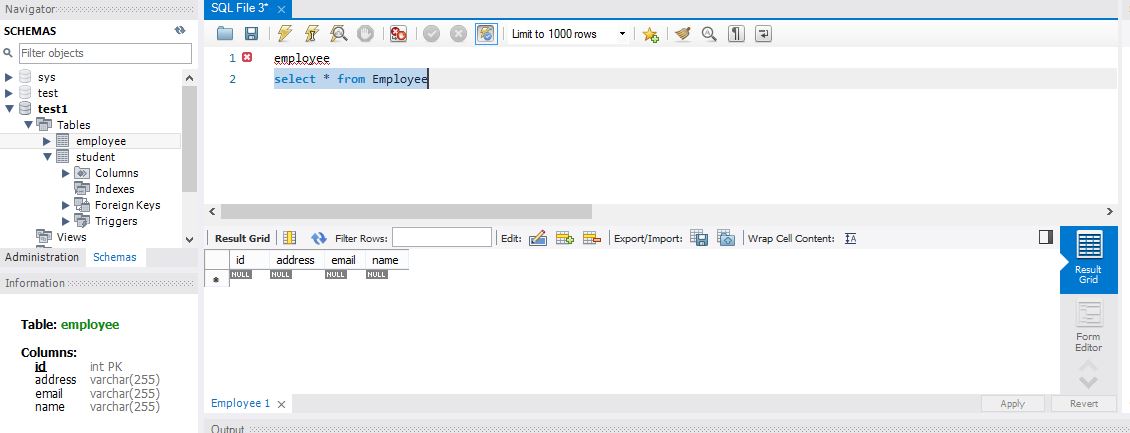 Navigator
SQL File 3*
SCHEMAS
Filter objects
Limit to 1000 rows
sys
test
test1
Tables
employee
student
Columns
Indexes
Foreign Keys
Triggers
Views
1 employee
2 select * from Employee
Administration Schemas
Information
Table: employee
Columns:
id int PK
address varchar(255)
email varchar(255)
name varchar(255)
Result Grid Filter Rows: Edit: Export/Import: Wrap Cell Content:
id address email name
* NULL NULL NULL NULL
Result
Grid
Form
Editor
Employee 1
Apply Revert
Output